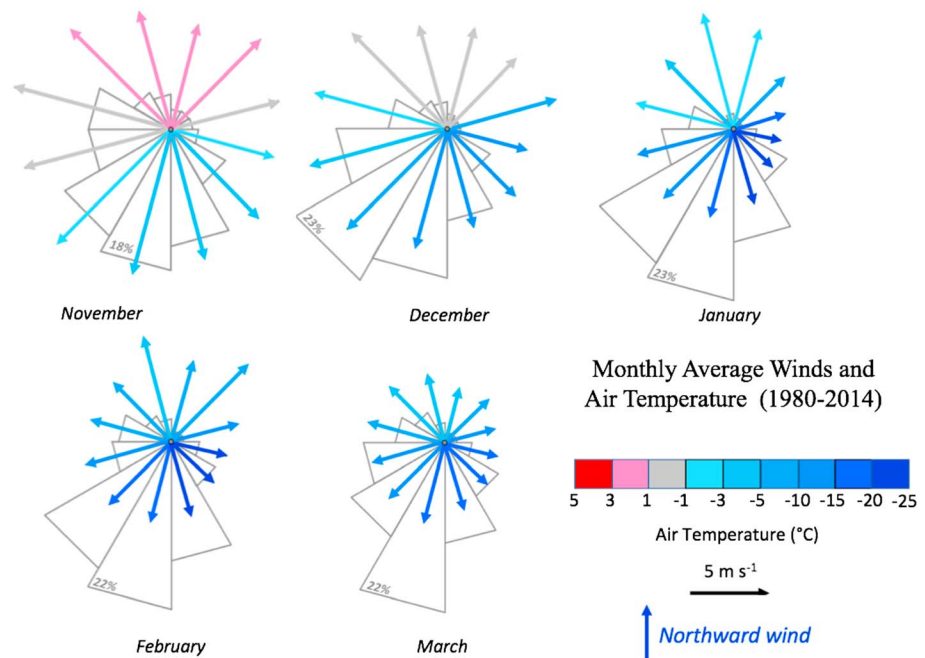 18%
November
23%
December
23%
January
22%
February
22%
March
Monthly Average Winds and
Air Temperature (1980-2014)
5 3 1 -1 -3 -5 -10 -15 -20 -25
Air Temperature (°C)
5 m s⁻¹
Northward wind